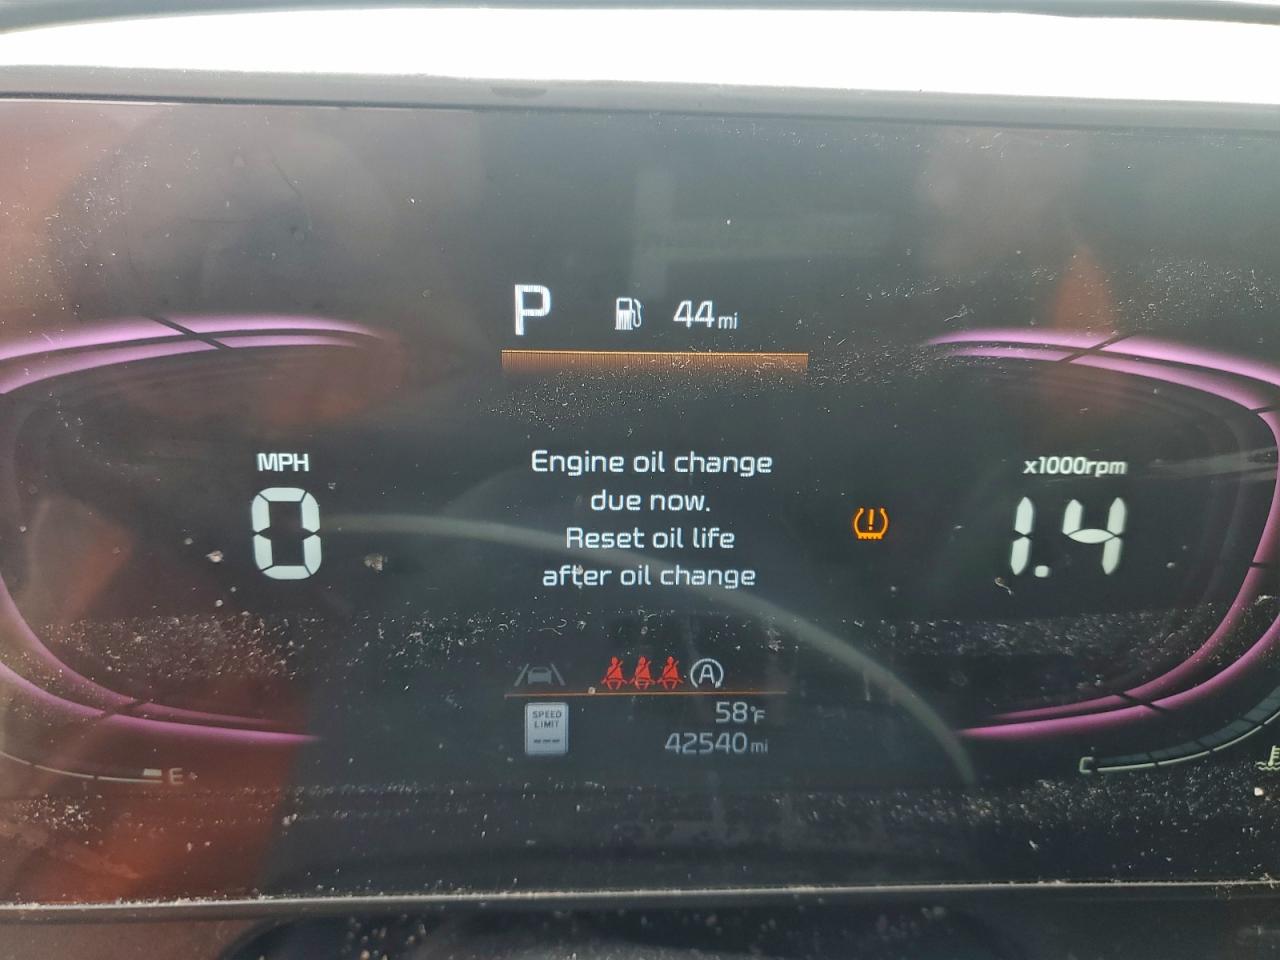 P 44mi
MPH
0
Engine oil change
due now.
Reset oil life
after oil change
x1000rpm
1.4
A
SPEED
LIMIT
---
58°F
42540mi
E
C